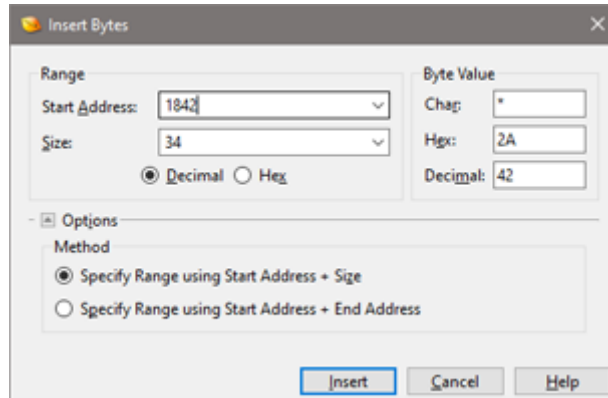 Insert Bytes
Range
Start Address: 1842
Size: 34
Decimal Hex
Byte Value
Char: *
Hex: 2A
Decimal: 42
Options
Method
Specify Range using Start Address + Size
Specify Range using Start Address + End Address
Insert Cancel Help